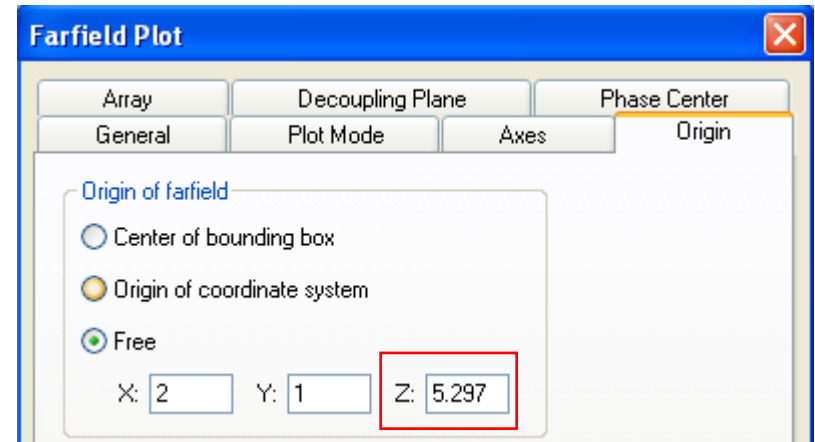 Farfield Plot
Array Decoupling Plane Phase Center
General Plot Mode Axes Origin
Origin of farfield
Center of bounding box
Origin of coordinate system
Free
X: 2 Y: 1 Z: 5.297